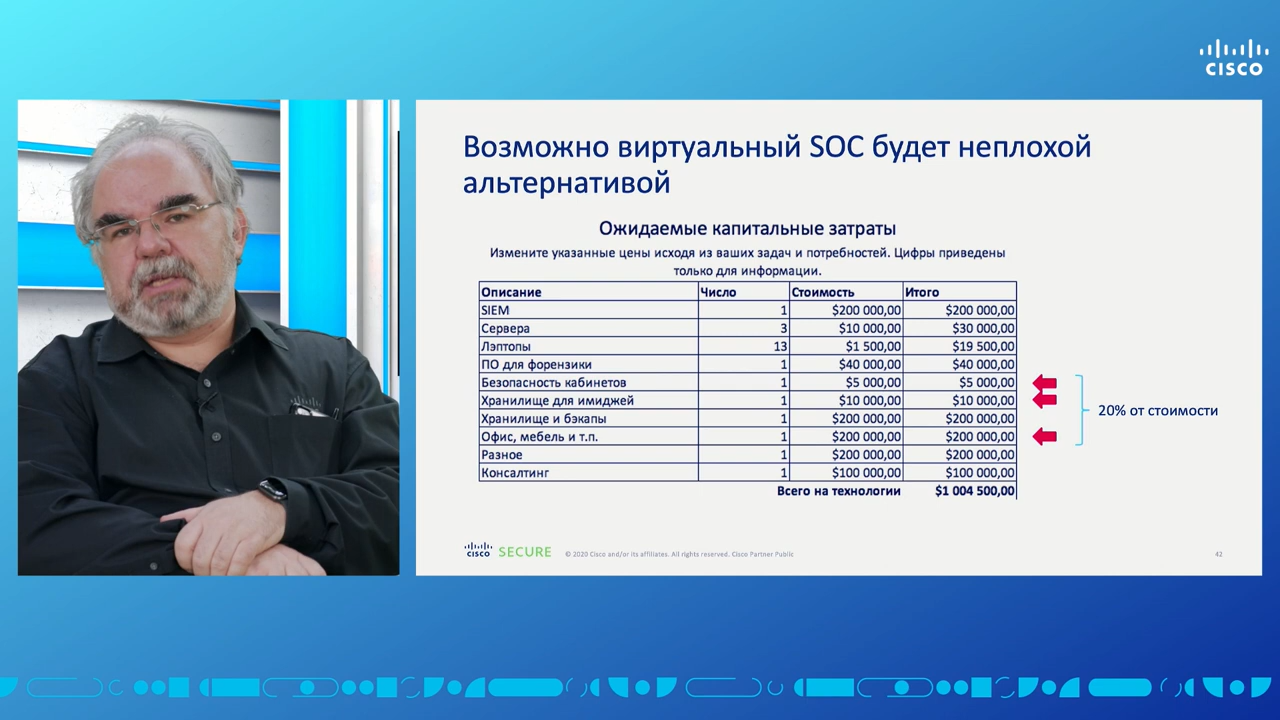 CISCO
Возможно виртуальный SOC будет неплохой
альтернативой
Ожидаемые капитальные затраты
Измените указанные цены исходя из ваших задач и потребностей. Цифры приведены
только для информации.
Описание Число Стоимость Итого
SIEM 1 $200 000,00 $200 000,00
Сервера 3 $10 000,00 $30 000,00
Лэптопы 13 $1 500,00 $19 500,00
ПО для форензики 1 $40 000,00 $40 000,00
Безопасность кабинетов 1 $5 000,00 $5 000,00
Хранилище для имиджей 1 $10 000,00 $10 000,00
Хранилище и бэкапы 1 $200 000,00 $200 000,00
Офис, мебель и т.п. 1 $200 000,00 $200 000,00
Разное 1 $200 000,00 $200 000,00
Консалтинг 1 $100 000,00 $100 000,00
Всего на технологии $1 004 500,00
20% от стоимости
CISCO SECURE © 2020 Cisco and/or its affiliates. All rights reserved. Cisco Partner Public 42